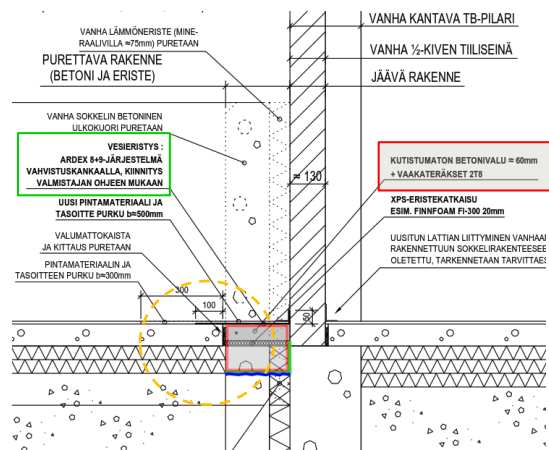 VANHA LÄMMÖNERISTE (MINE-
RAALIVILLA ≈75mm) PURETAAN
PURETTAVA RAKENNE
(BETONI JA ERISTE)
VANHA KANTAVA TB-PILARI
VANHA ½-KIVEN TIILISEINÄ
JÄÄVÄ RAKENNE
VANHA SOKKELIN BETONINEN
ULKOKUORI PURETAAN
VESIERISTYS :
ARDEX 8+9-JÄRJESTELMÄ
VAHVISTUSKANKAALLA, KIINNITYS
VALMISTAJAN OHJEEN MUKAAN
UUSI PINTAMATERIAALI JA
TASOITTE PURKU b≈500mm
VALUMATTOKAISTA
JA KITTAUS PURETAAN
PINTAMATERIAALIN JA
TASOITTEEN PURKU b≈300mm
≈ 130
KUTISTUMATON BETONIVALU ≈ 60mm
+ VAAKATERÄKSET 2T8
XPS-ERISTEKATKAISU
ESIM. FINNFOAM FI-300 20mm
UUSITUN LATTIAN LIITTYMINEN VANHAAN
RAKENNETTUUN SOKKELIRAKENTEESEE
OLETETTU, TARKENNETAAN TARVITTAES
300
100
50